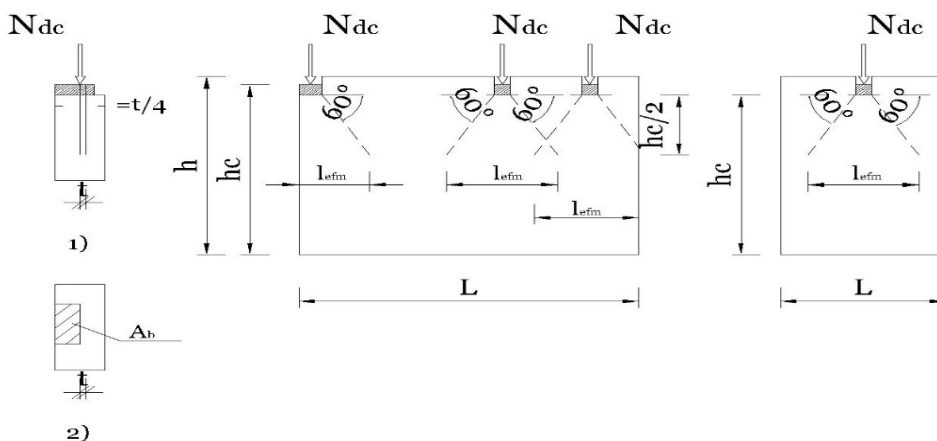 Ndc
Ndc
Ndc
Ndc
Ndc
=t/4
t
1)
h
hc
60°
60°
60°
hc/2
lefm
lefm
lefm
L
60°
60°
hc
lefm
L
Ab
t
2)